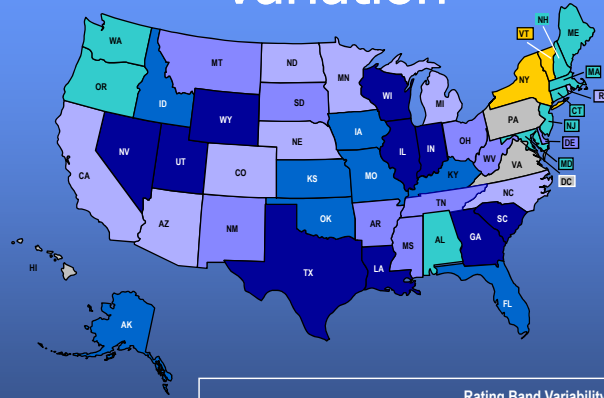 variation
NH
ME
VT
WA
MT
ND
MN
OR
ID
SD
WI
MI
NY
MA
R
CT
NJ
WY
NE
IA
PA
DE
NV
UT
CO
IL
IN
OH
WV
VA
MD
DC
CA
KS
MO
KY
NC
AZ
NM
OK
AR
TN
SC
MS
AL
GA
TX
LA
FL
HI
AK
Rating Band Variability